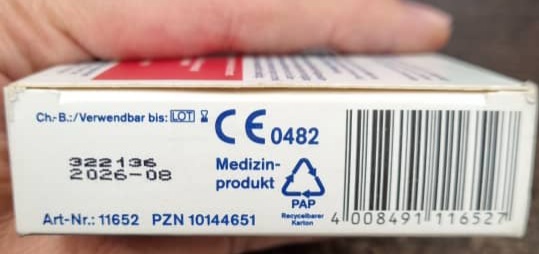 Ch.-B.:/Verwendbar bis: LOT
CE 0482
322136
2026-08
Medizin-
produkt
PAP
Recycelbarer
Karton
Art-Nr.: 11652 PZN 10144651
4 008491 116527